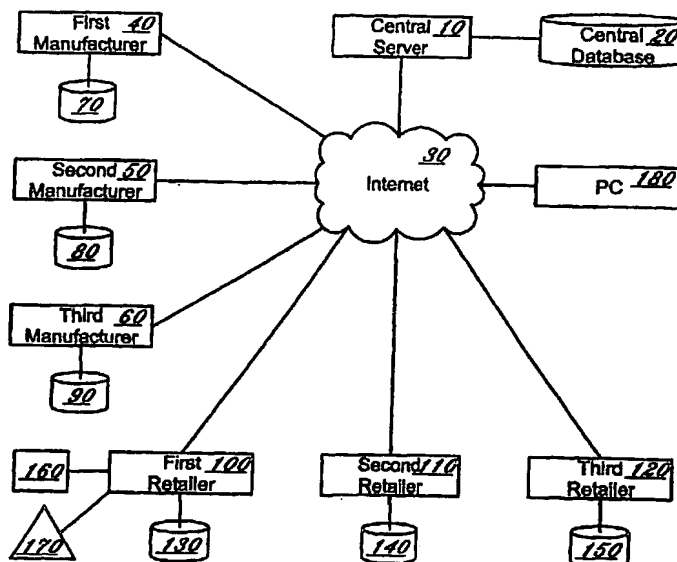 First 40
Manufacturer
70
Central 10
Server
Central 20
Database
30
Internet
Second 50
Manufacturer
80
PC 180
Third 60
Manufacturer
90
160
First 100
Retailer
Second 110
Retailer
Third 120
Retailer
170
130
140
150